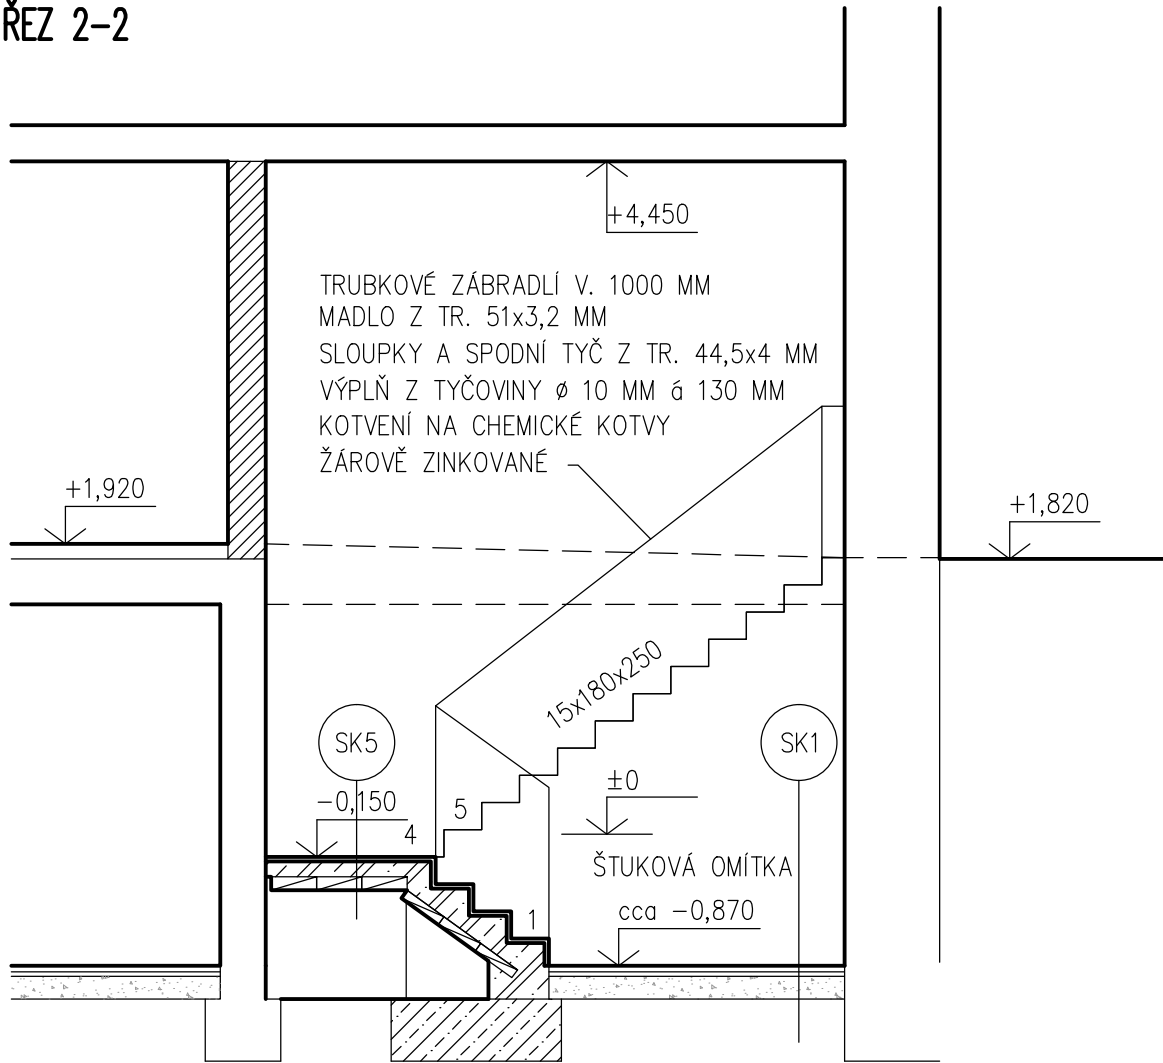 ŘEZ 2-2
+4,450
TRUBKOVÉ ZÁBRADLÍ V. 1000 MM
MADLO Z TR. 51x3,2 MM
SLOUPKY A SPODNÍ TYČ Z TR. 44,5x4 MM
VÝPLŇ Z TYČOVINY ø 10 MM á 130 MM
KOTVENÍ NA CHEMICKÉ KOTVY
ŽÁROVĚ ZINKOVANÉ
+1,920
+1,820
15x180x250
SK5
SK1
±0
-0,150
5
4
ŠTUKOVÁ OMÍTKA
cca -0,870
1